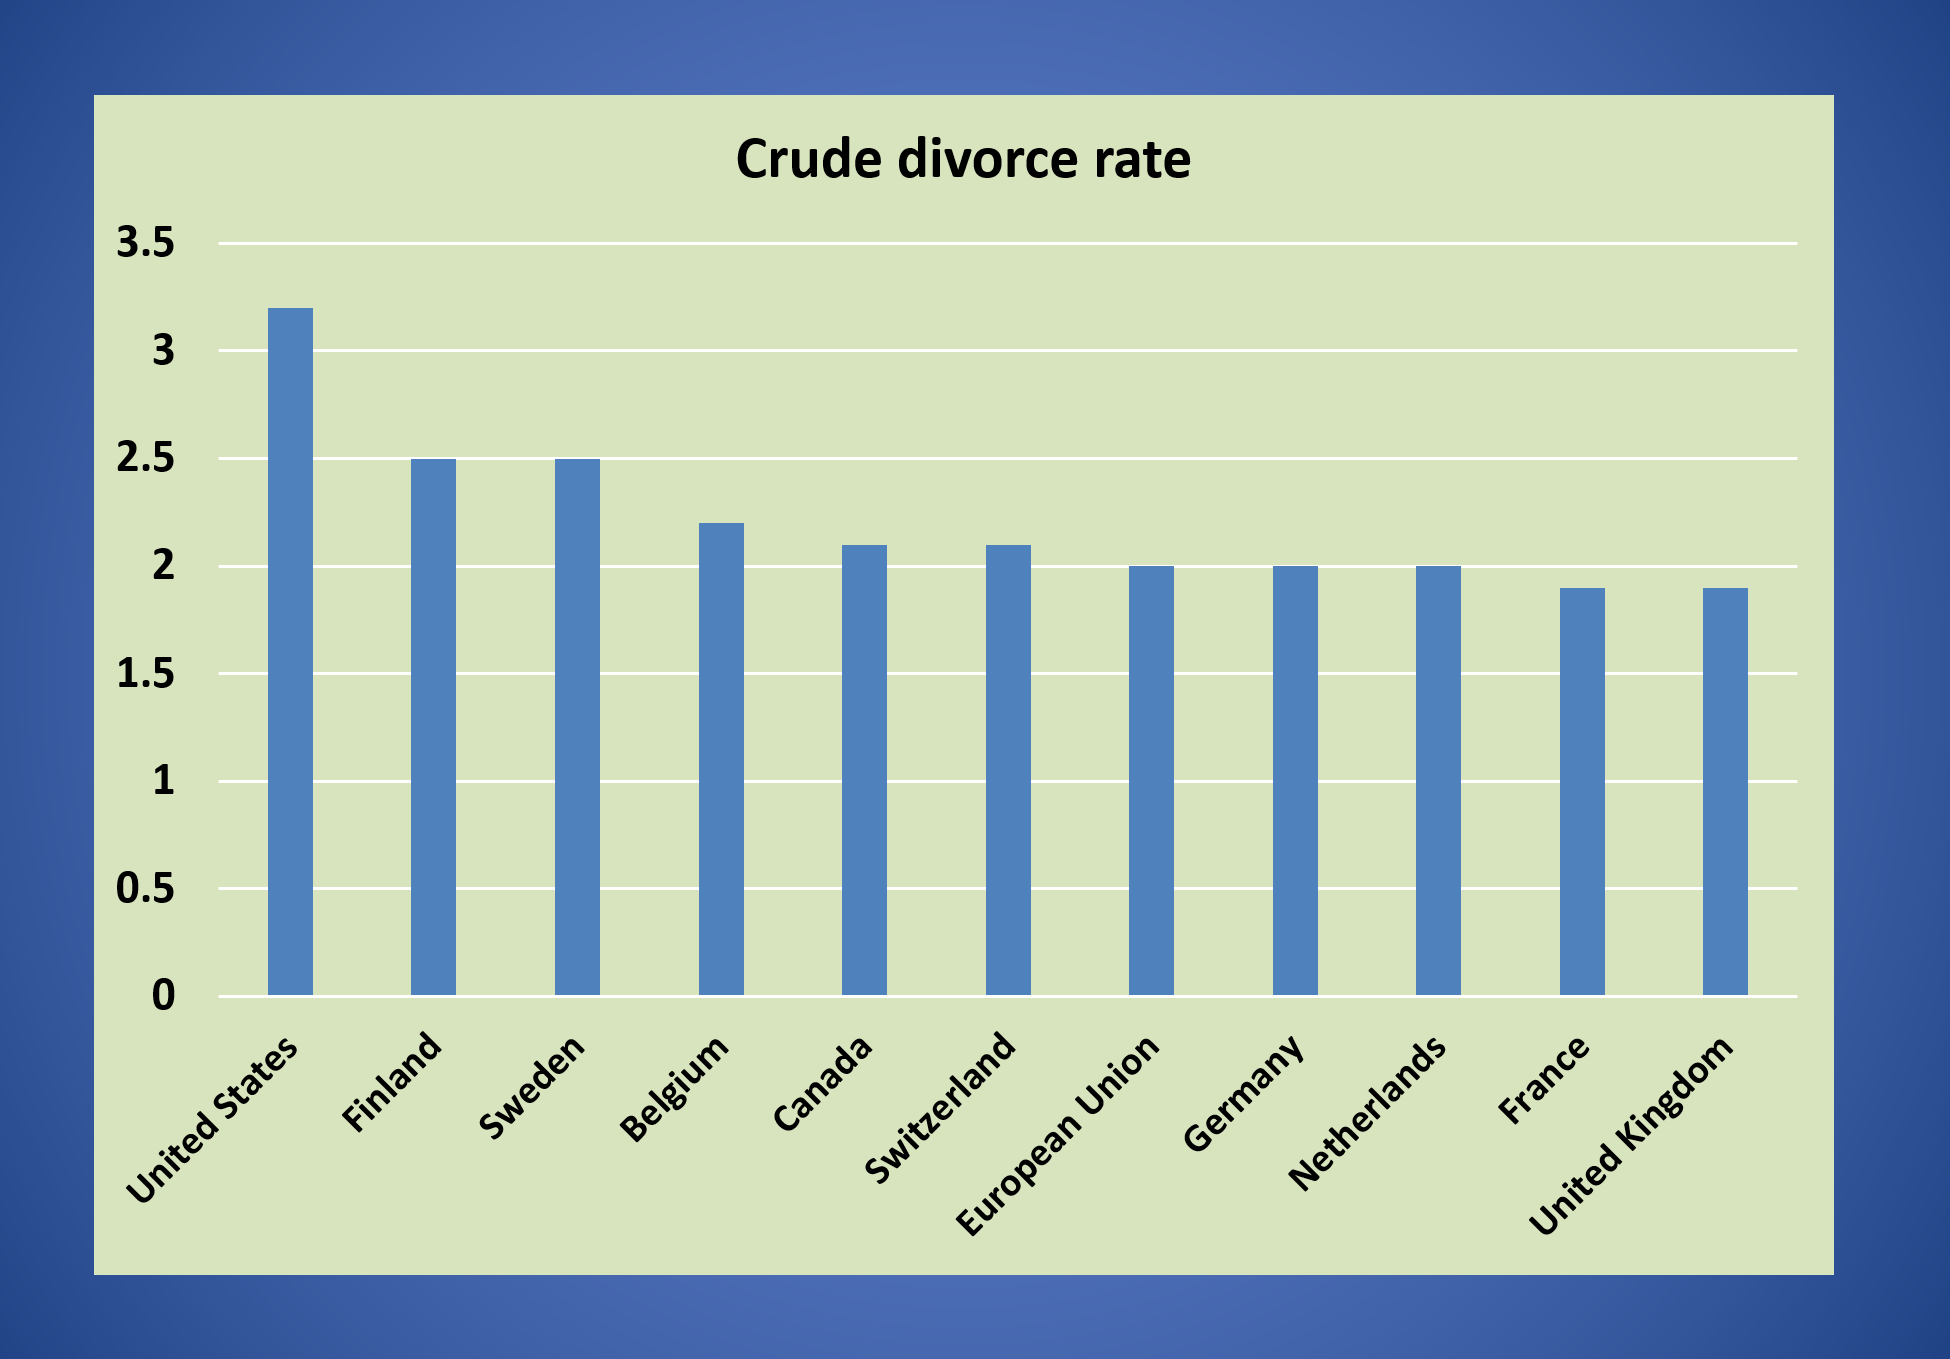 Crude divorce rate
3.5
3
2.5
2
1.5
1
0.5
0
United States
Finland
Sweden
Belgium
Canada
Switzerland
European Union
Germany
Netherlands
France
United Kingdom